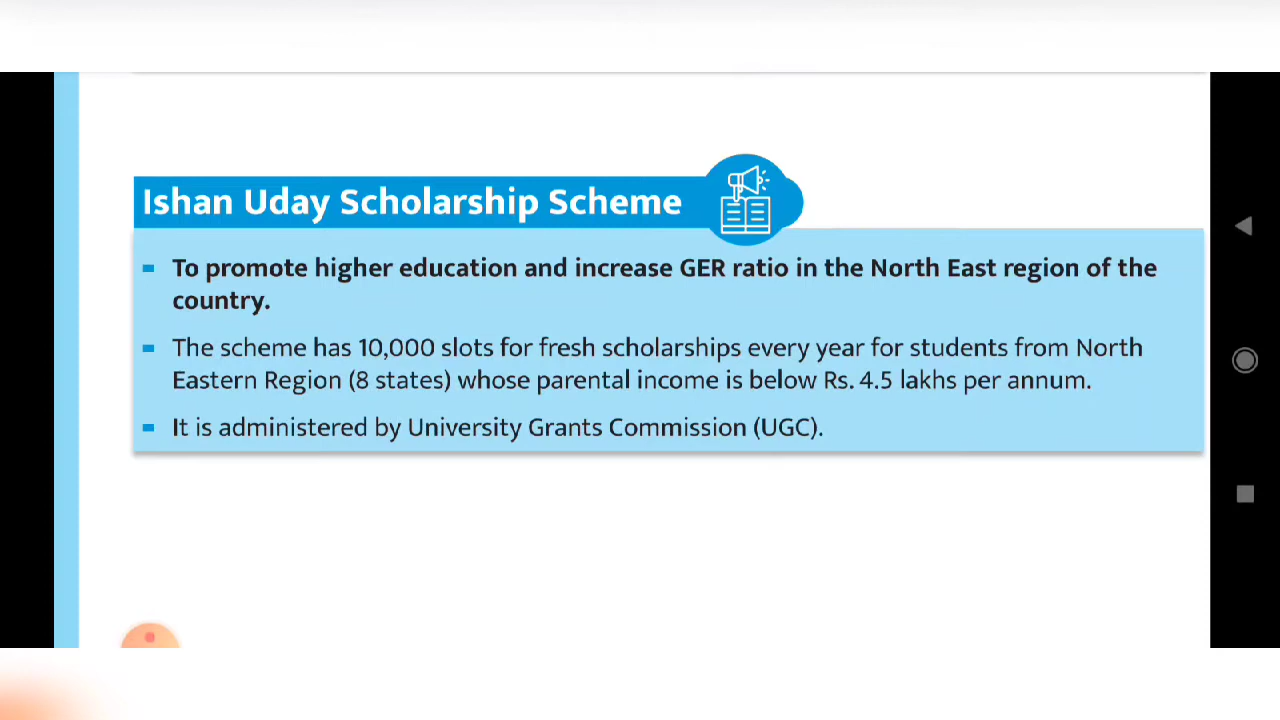 Ishan Uday Scholarship Scheme
To promote higher education and increase GER ratio in the North East region of the
country.
The scheme has 10,000 slots for fresh scholarships every year for students from North
Eastern Region (8 states) whose parental income is below Rs. 4.5 lakhs per annum.
It is administered by University Grants Commission (UGC).